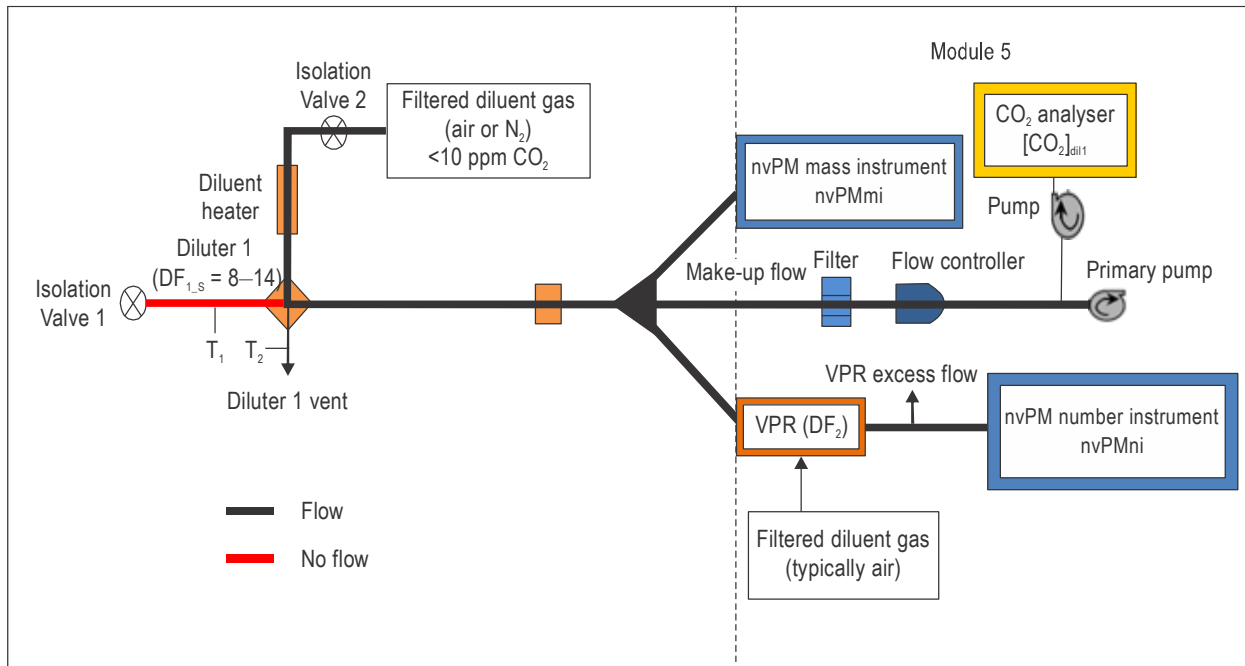 Module 5
Isolation
Valve 2
Filtered diluent gas
(air or N₂)
<10 ppm CO₂
CO₂ analyser
[CO₂]dil1
nvPM mass instrument
nvPMmi
Diluent
heater
Pump
Diluter 1
(DF1_S = 8–14)
Isolation
Valve 1
Make-up flow
Filter
Flow controller
Primary pump
T₁
T₂
Diluter 1 vent
VPR excess flow
VPR (DF₂)
nvPM number instrument
nvPMni
Flow
No flow
Filtered diluent gas
(typically air)